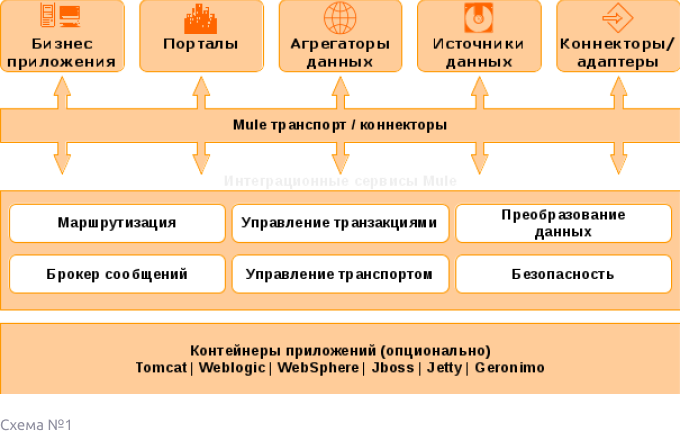 Бизнес
приложения
Порталы
Агрегаторы
данных
Источники
данных
Коннекторы/
адаптеры
Mule транспорт / коннекторы
Интеграционные сервисы Mule
Маршрутизация
Управление транзакциями
Преобразование
данных
Брокер сообщений
Управление транспортом
Безопасность
Контейнеры приложений (опционально)
Tomcat | Weblogic | WebSphere | Jboss | Jetty | Geronimo
Схема №1